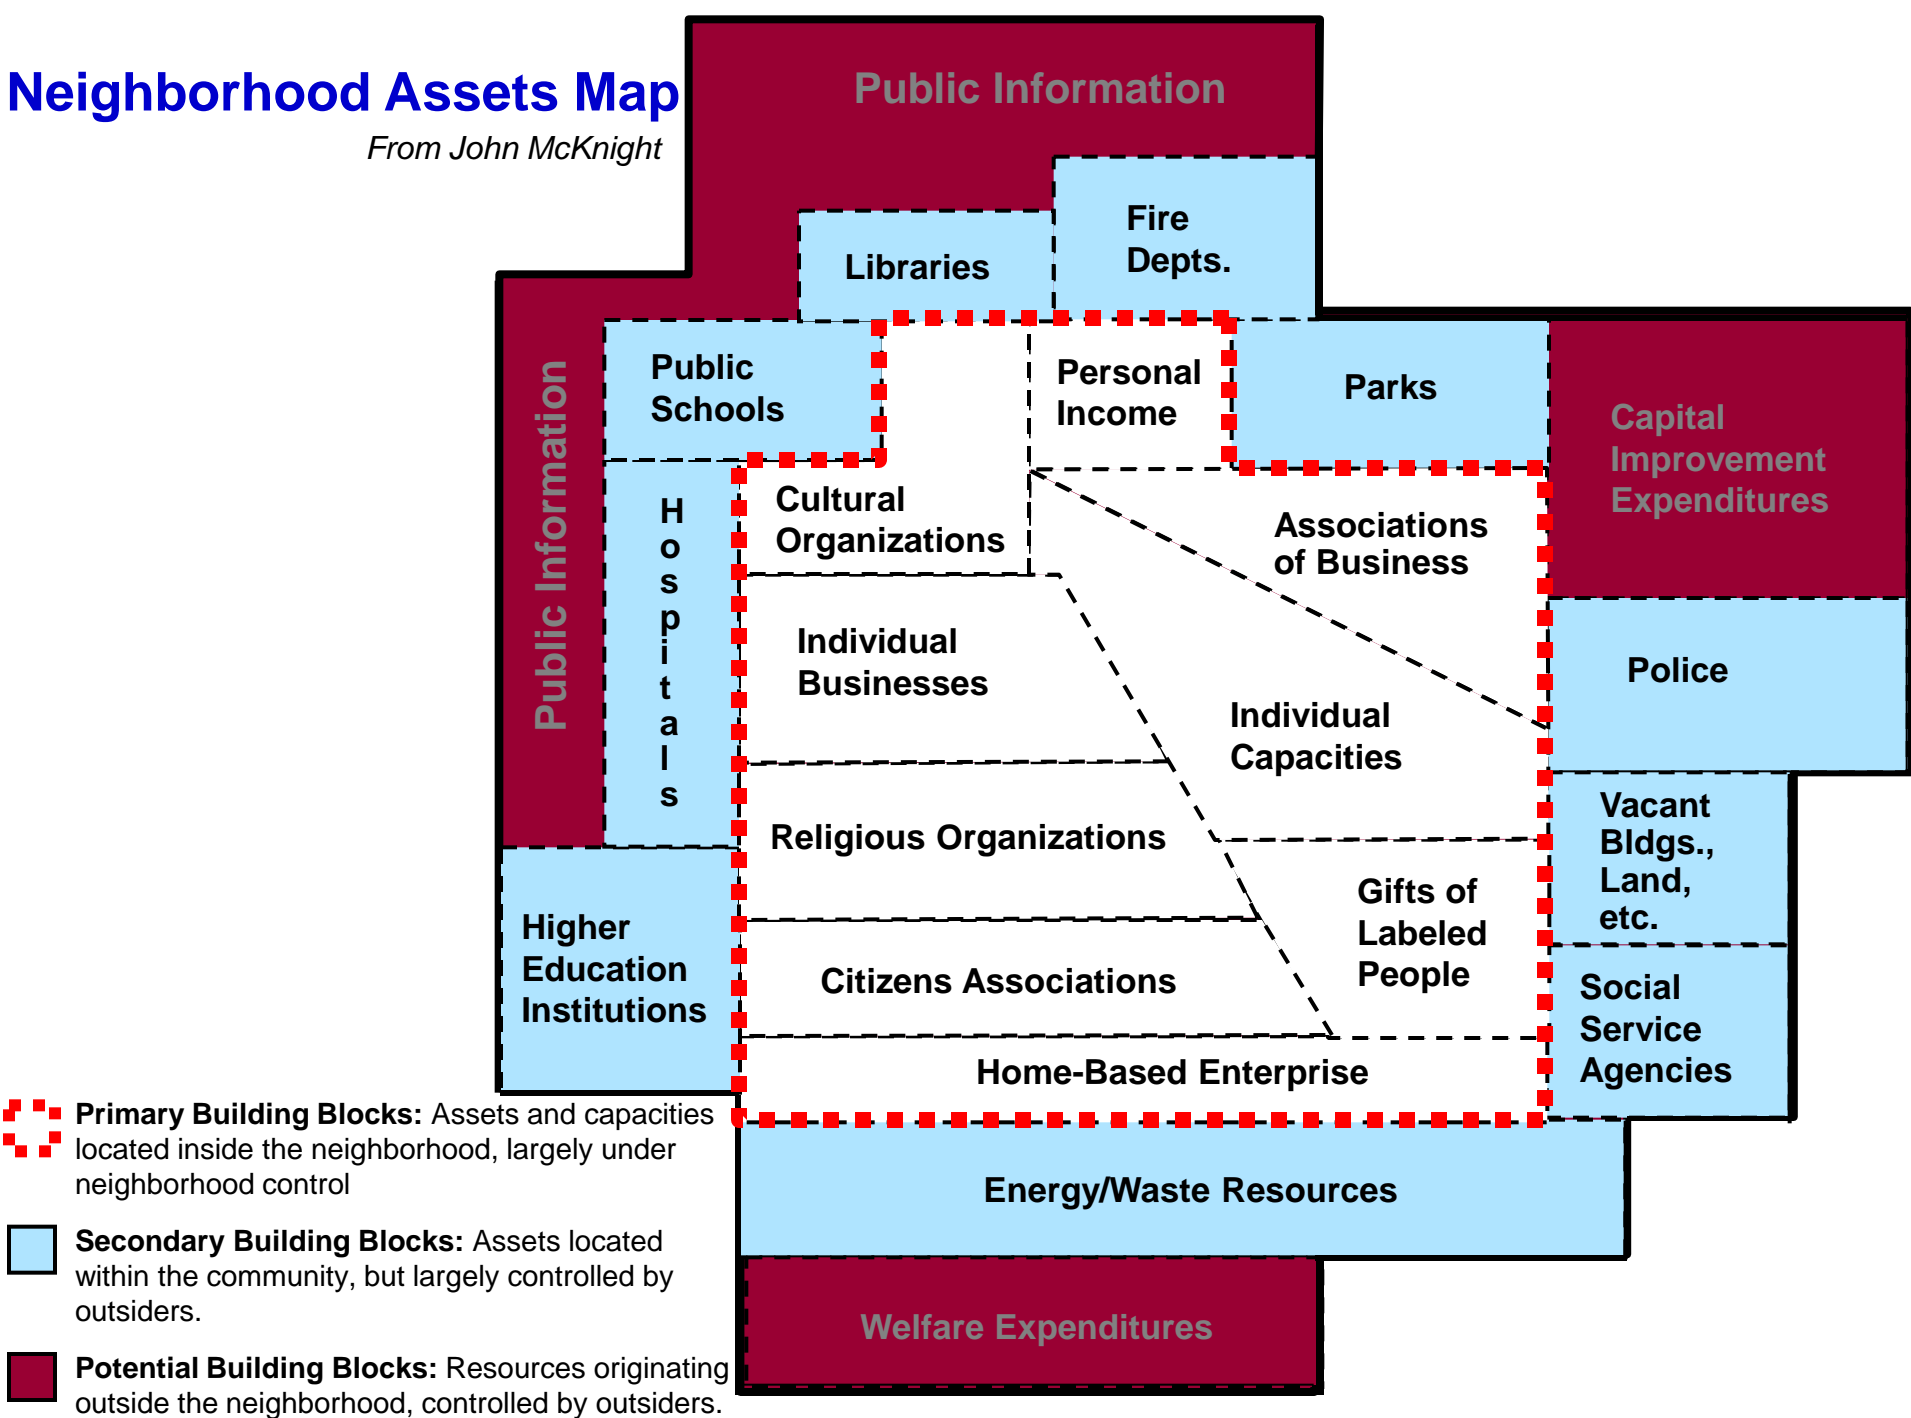 Neighborhood Assets Map
From John McKnight
Public Information
Fire
Depts.
Libraries
Public
Schools
Personal
Income
Parks
Capital
Improvement
Expenditures
Public Information
Hospitals
Cultural
Organizations
Associations
of Business
Individual
Businesses
Individual
Capacities
Police
Vacant
Bldgs.,
Land,
etc.
Religious Organizations
Gifts of
Labeled
People
Higher
Education
Institutions
Citizens Associations
Social
Service
Agencies
Home-Based Enterprise
Energy/Waste Resources
Welfare Expenditures
Primary Building Blocks: Assets and capacities
located inside the neighborhood, largely under
neighborhood control
Secondary Building Blocks: Assets located
within the community, but largely controlled by
outsiders.
Potential Building Blocks: Resources originating
outside the neighborhood, controlled by outsiders.